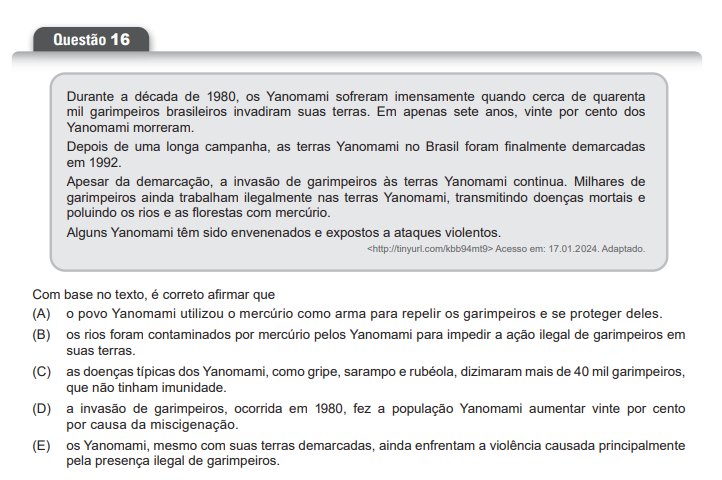 Questão 16
Durante a década de 1980, os Yanomami sofreram imensamente quando cerca de quarenta
mil garimpeiros brasileiros invadiram suas terras. Em apenas sete anos, vinte por cento dos
Yanomami morreram.
Depois de uma longa campanha, as terras Yanomami no Brasil foram finalmente demarcadas
em 1992.
Apesar da demarcação, a invasão de garimpeiros às terras Yanomami continua. Milhares de
garimpeiros ainda trabalham ilegalmente nas terras Yanomami, transmitindo doenças mortais e
poluindo os rios e as florestas com mercúrio.
Alguns Yanomami têm sido envenenados e expostos a ataques violentos.
<http://tinyurl.com/kbb94mt9> Acesso em: 17.01.2024. Adaptado.
Com base no texto, é correto afirmar que
(A) o povo Yanomami utilizou o mercúrio como arma para repelir os garimpeiros e se proteger deles.
(B) os rios foram contaminados por mercúrio pelos Yanomami para impedir a ação ilegal de garimpeiros em
suas terras.
(C) as doenças típicas dos Yanomami, como gripe, sarampo e rubéola, dizimaram mais de 40 mil garimpeiros,
que não tinham imunidade.
(D) a invasão de garimpeiros, ocorrida em 1980, fez a população Yanomami aumentar vinte por cento
por causa da miscigenação.
(E) os Yanomami, mesmo com suas terras demarcadas, ainda enfrentam a violência causada principalmente
pela presença ilegal de garimpeiros.